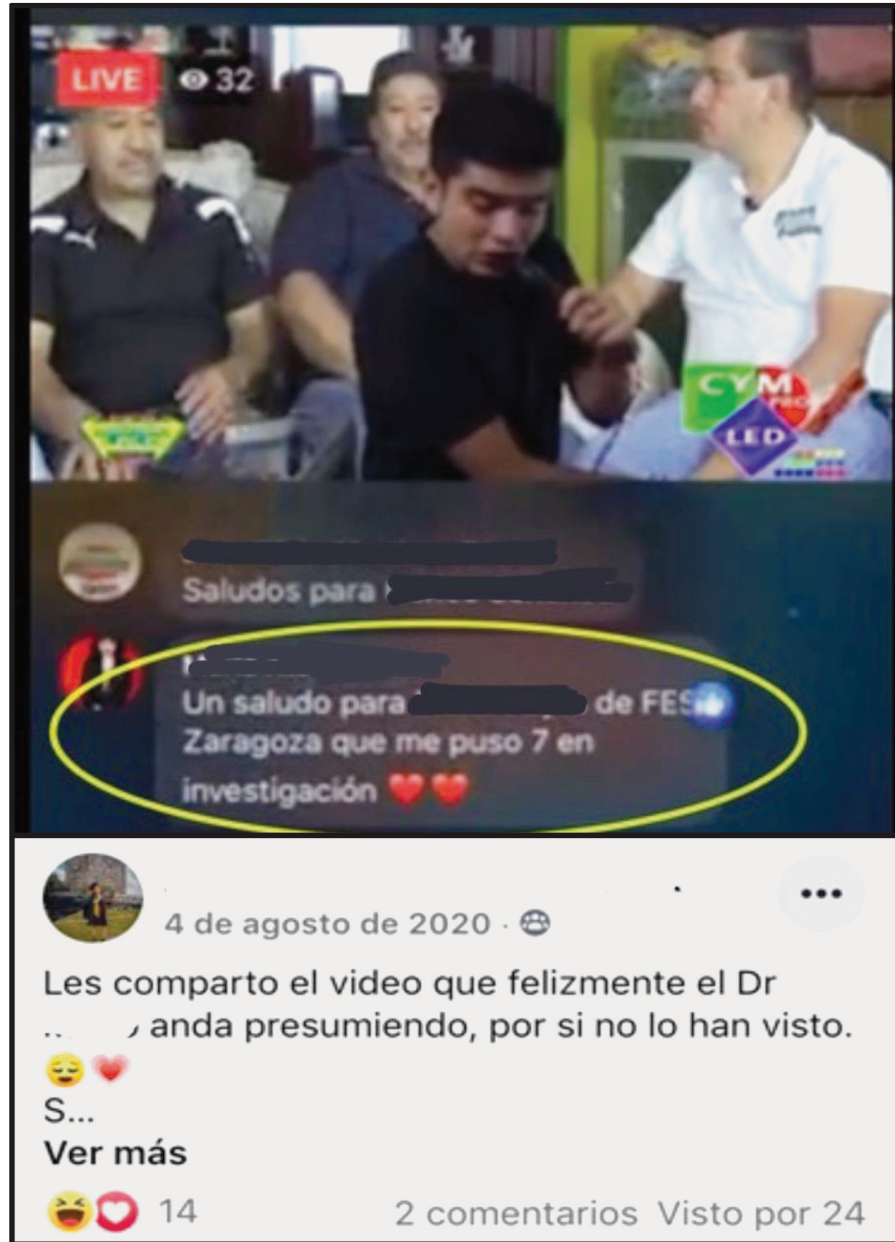 LIVE 32
CYM
PRO
LED
Saludos para
Un saludo para de FES
Zaragoza que me puso 7 en
investigación ❤️❤️
4 de agosto de 2020 ·
Les comparto el video que felizmente el Dr
anda presumiendo, por si no lo han visto.
😔💗
S...
Ver más
14 2 comentarios Visto por 24